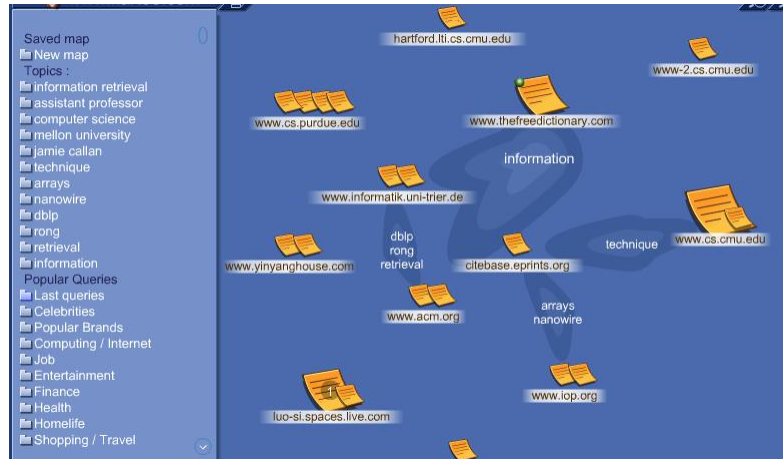 Saved map
New map
Topics :
information retrieval
assistant professor
computer science
mellon university
jamie callan
technique
arrays
nanowire
dblp
rong
retrieval
information
Popular Queries
Last queries
Celebrities
Popular Brands
Computing / Internet
Job
Entertainment
Finance
Health
Homelife
Shopping / Travel
hartford.lti.cs.cmu.edu
www-2.cs.cmu.edu
www.cs.purdue.edu
www.thefreedictionary.com
information
www.informatik.uni-trier.de
dblp
rong
retrieval
www.yinyanghouse.com
citebase.eprints.org
technique
www.cs.cmu.edu
www.acm.org
arrays
nanowire
www.iop.org
1
luo-si.spaces.live.com